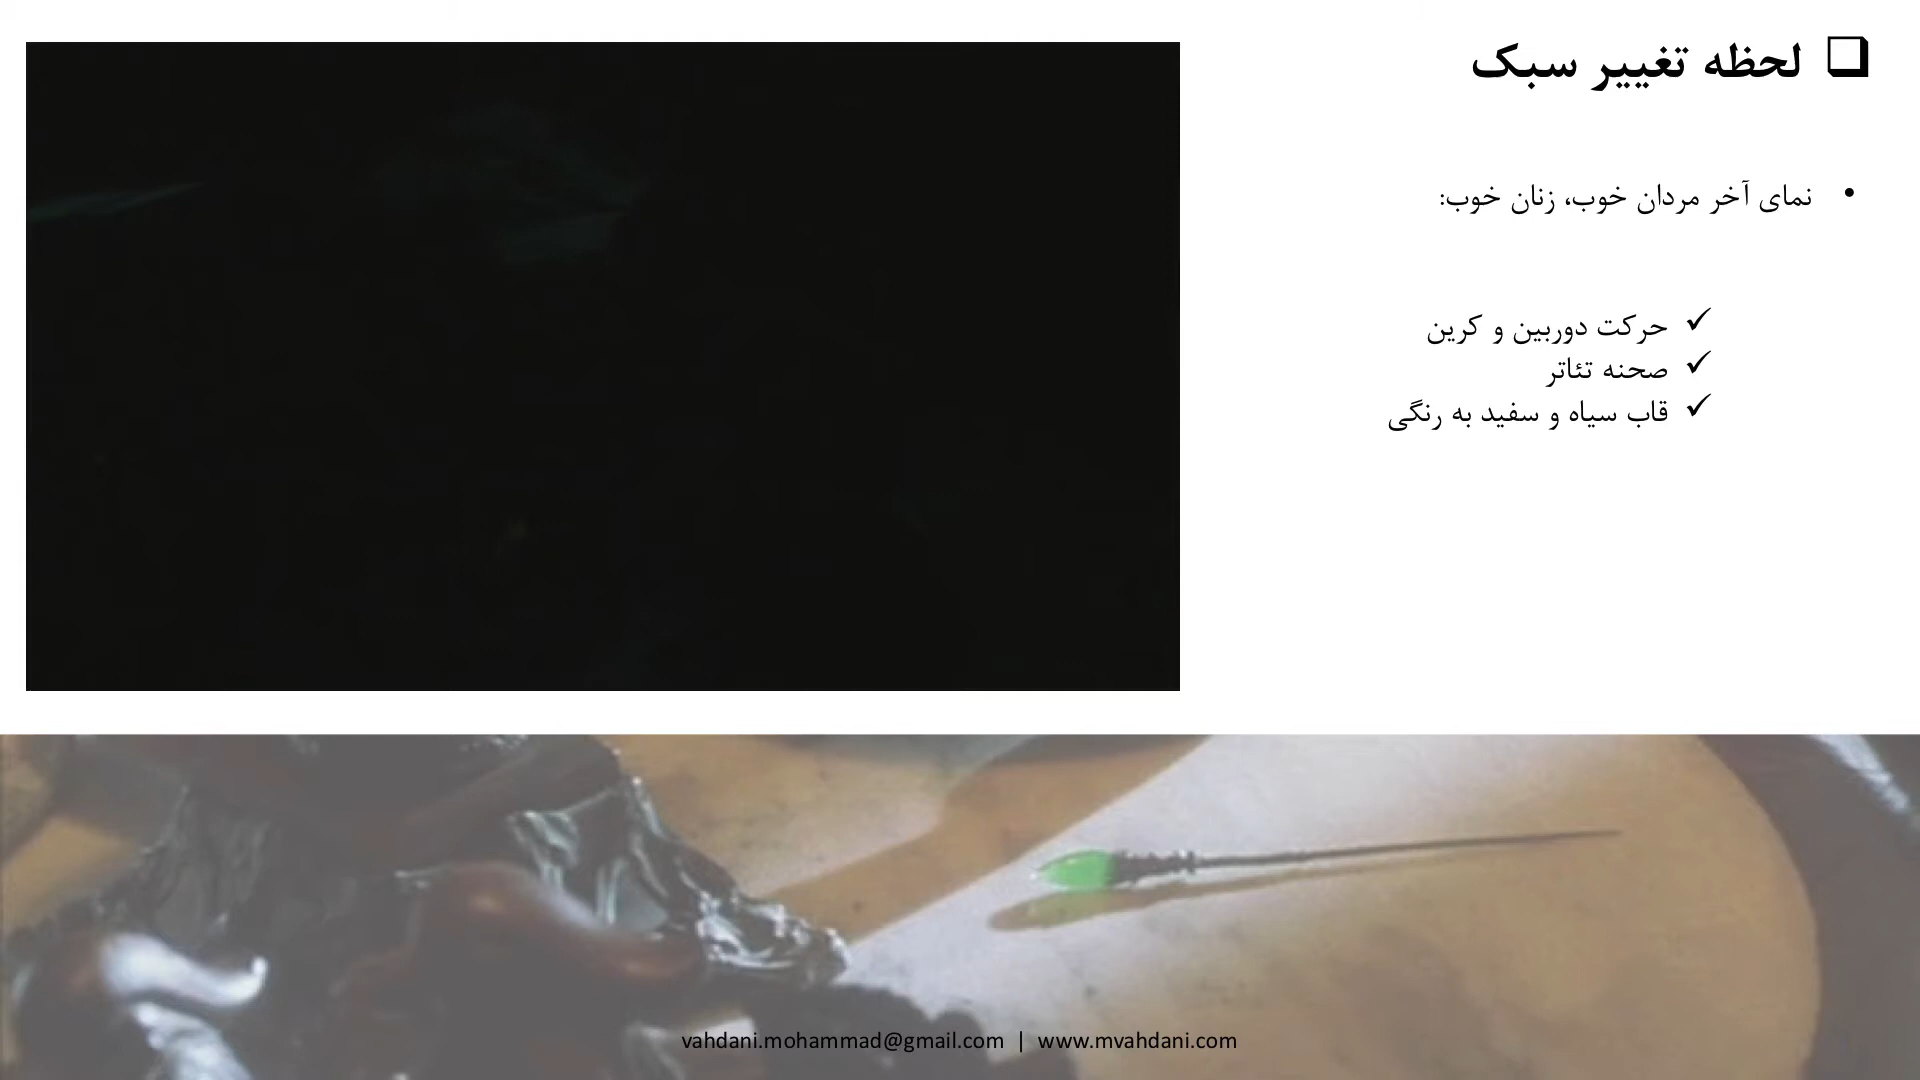 لحظه تغییر سبک
نمای آخر مردان خوب، زنان خوب:
حرکت دوربین و کرین
صحنه تئاتر
قاب سیاه و سفید به رنگی
vahdani.mohammad@gmail.com | www.mvahdani.com